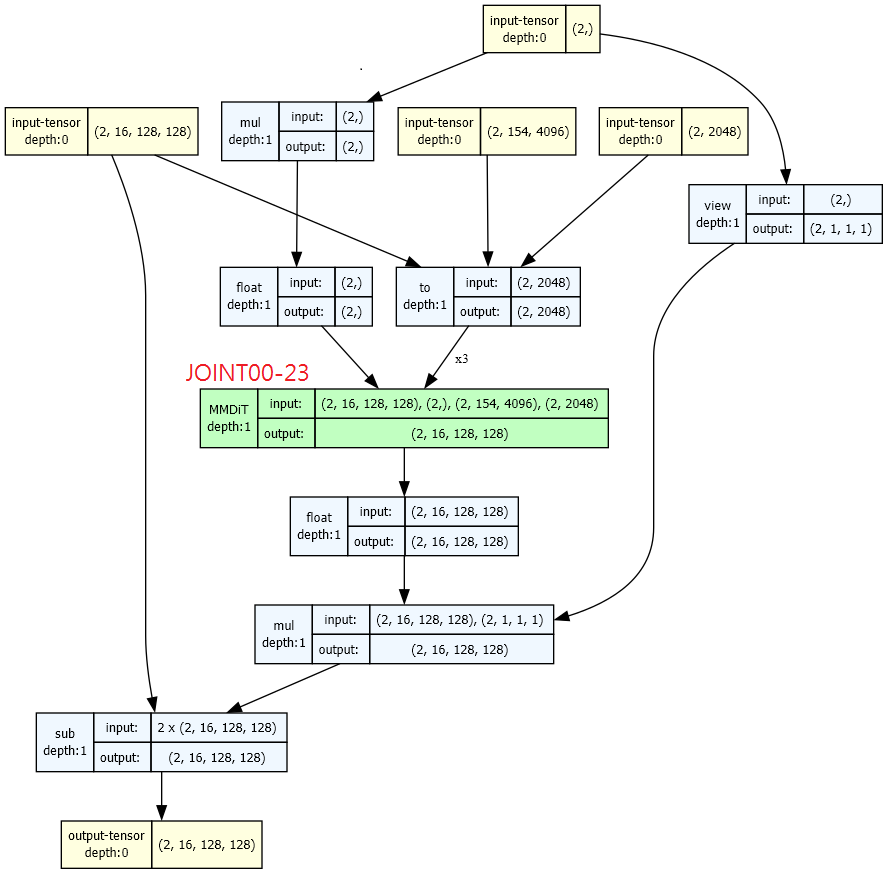 input-tensor
depth:0
(2,)
input-tensor
depth:0
(2, 16, 128, 128)
mul
depth:1
input:
(2,)
output:
(2,)
input-tensor
depth:0
(2, 154, 4096)
input-tensor
depth:0
(2, 2048)
view
depth:1
input:
(2,)
output:
(2, 1, 1, 1)
float
depth:1
input:
(2,)
output:
(2,)
to
depth:1
input:
(2, 2048)
output:
(2, 2048)
x3
JOINT00-23
MMDiT
depth:1
input:
(2, 16, 128, 128), (2,), (2, 154, 4096), (2, 2048)
output:
(2, 16, 128, 128)
float
depth:1
input:
(2, 16, 128, 128)
output:
(2, 16, 128, 128)
mul
depth:1
input:
(2, 16, 128, 128), (2, 1, 1, 1)
output:
(2, 16, 128, 128)
sub
depth:1
input:
2 x (2, 16, 128, 128)
output:
(2, 16, 128, 128)
output-tensor
depth:0
(2, 16, 128, 128)